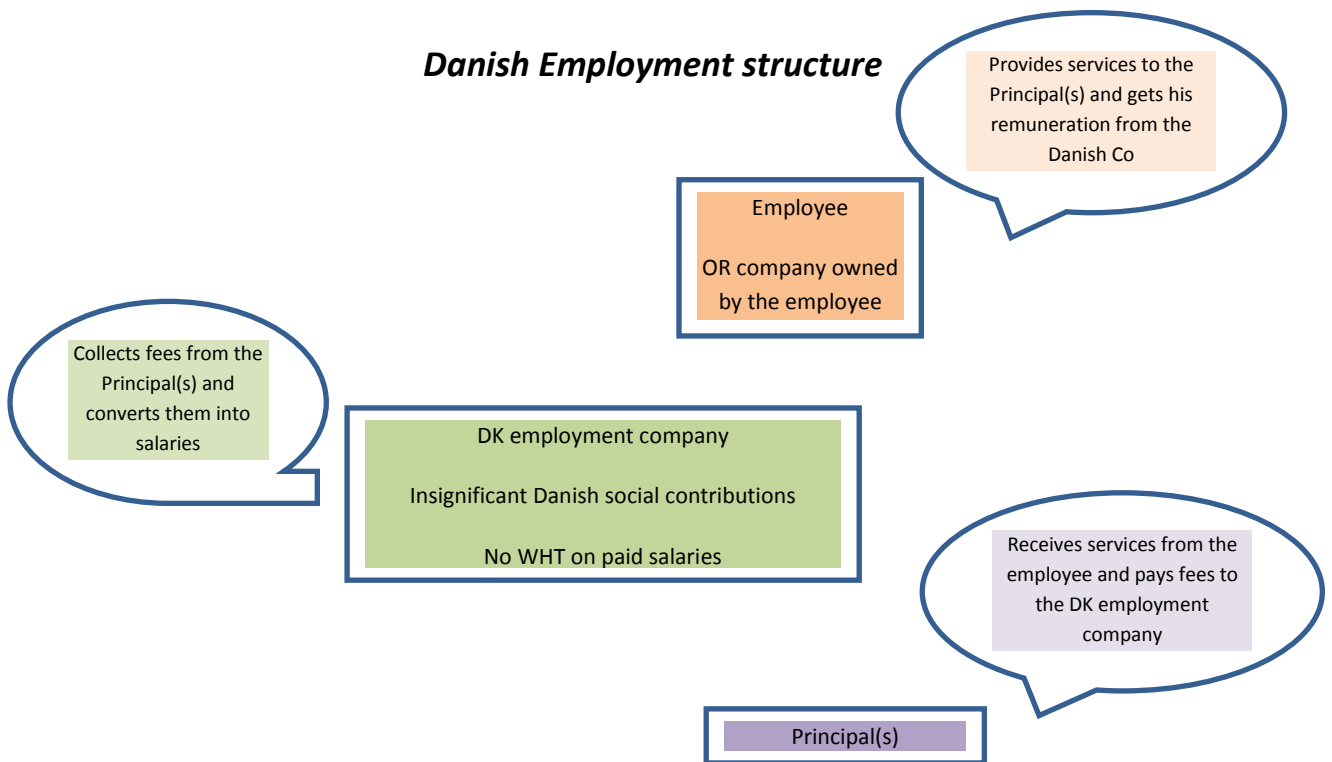 Danish Employment structure
Provides services to the
Principal(s) and gets his
remuneration from the
Danish Co
Employee
OR company owned
by the employee
Collects fees from the
Principal(s) and
converts them into
salaries
DK employment company
Insignificant Danish social contributions
No WHT on paid salaries
Receives services from the
employee and pays fees to
the DK employment
company
Principal(s)